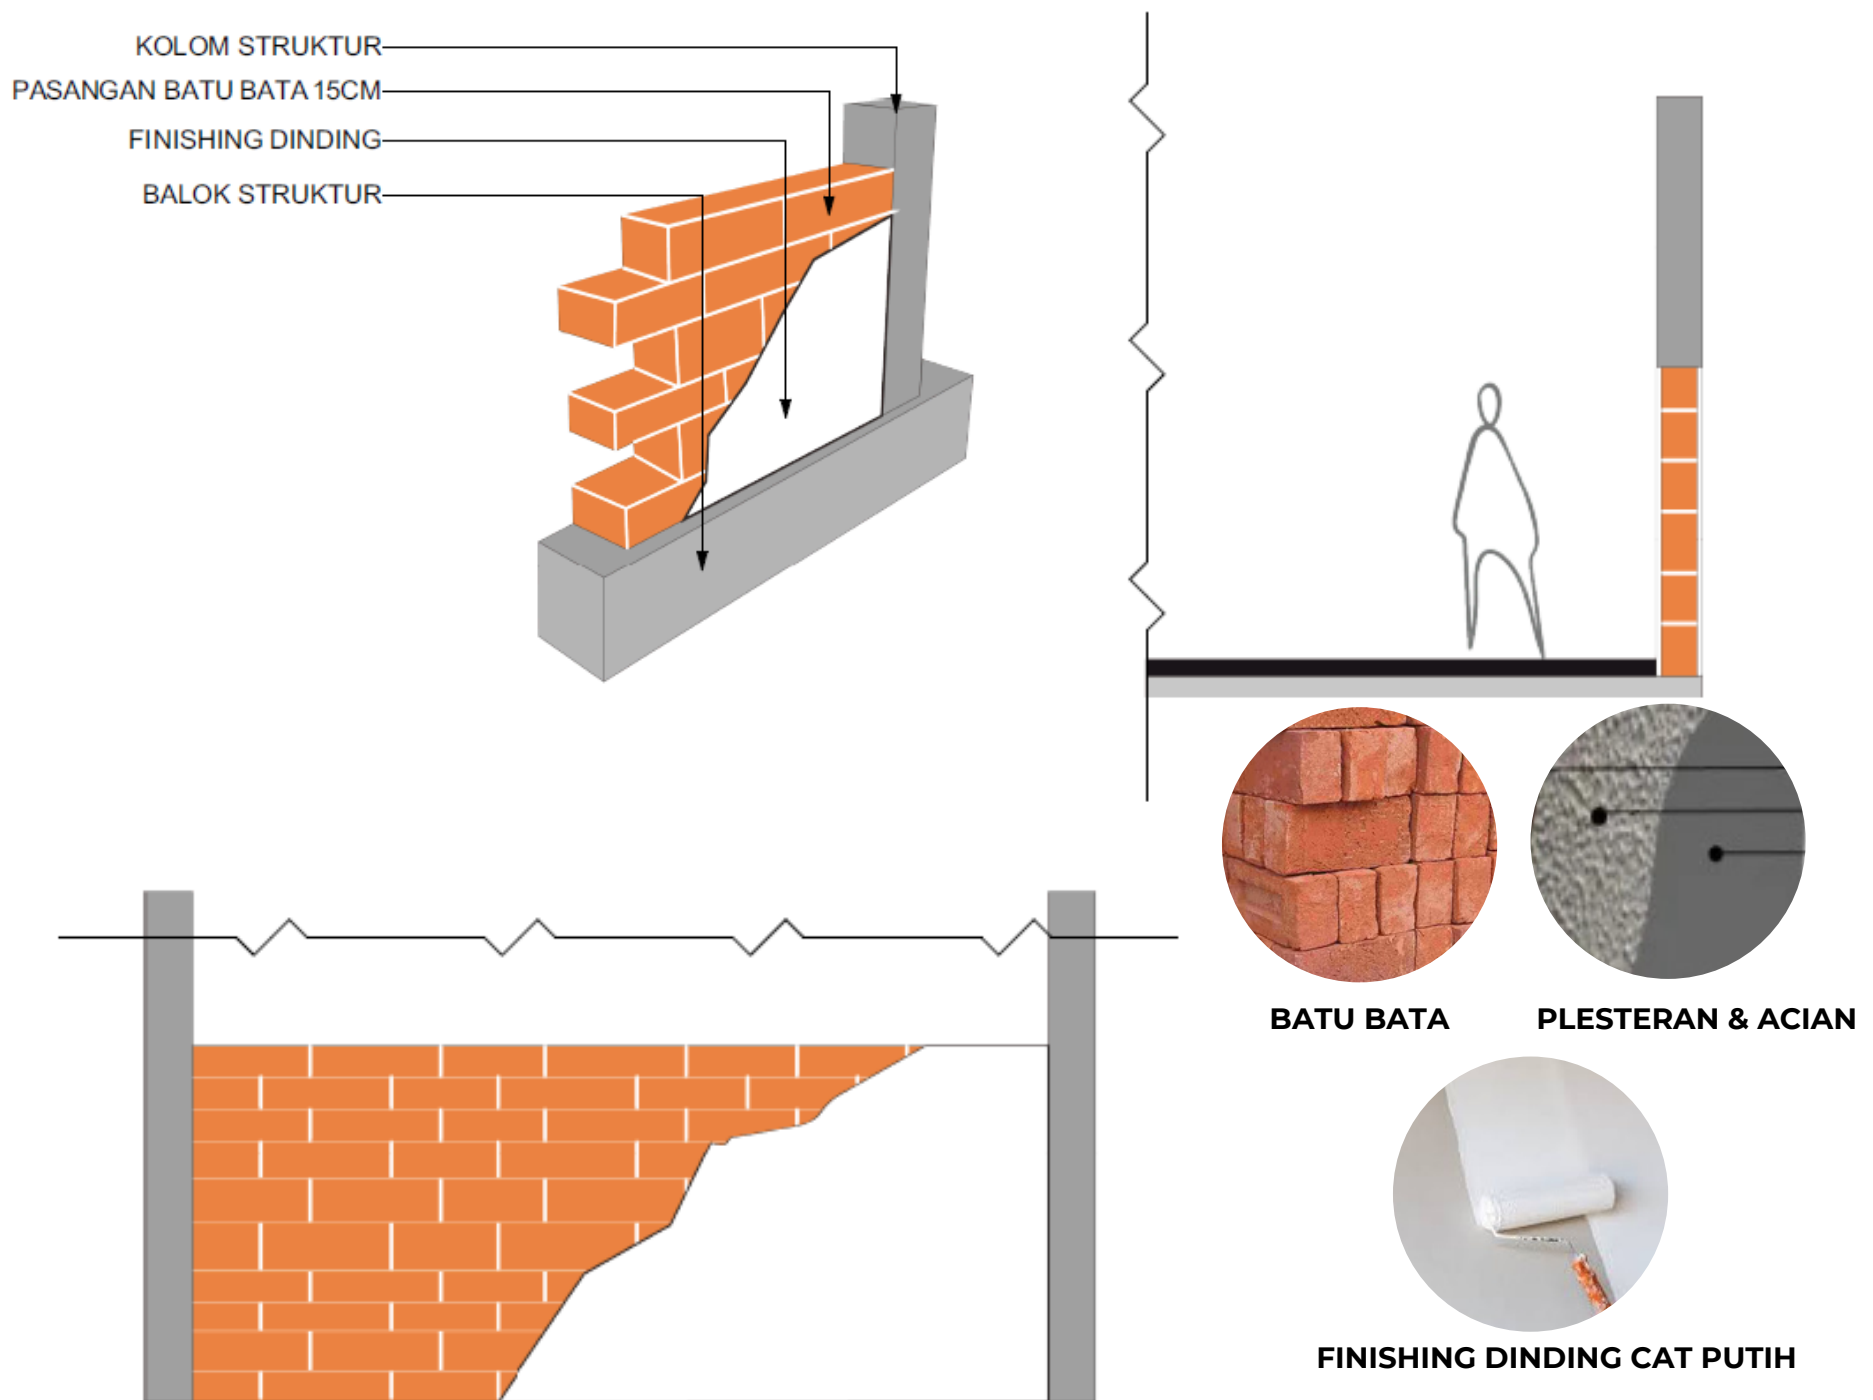 KOLOM STRUKTUR
PASANGAN BATU BATA 15CM
FINISHING DINDING
BALOK STRUKTUR
BATU BATA
PLESTERAN & ACIAN
FINISHING DINDING CAT PUTIH